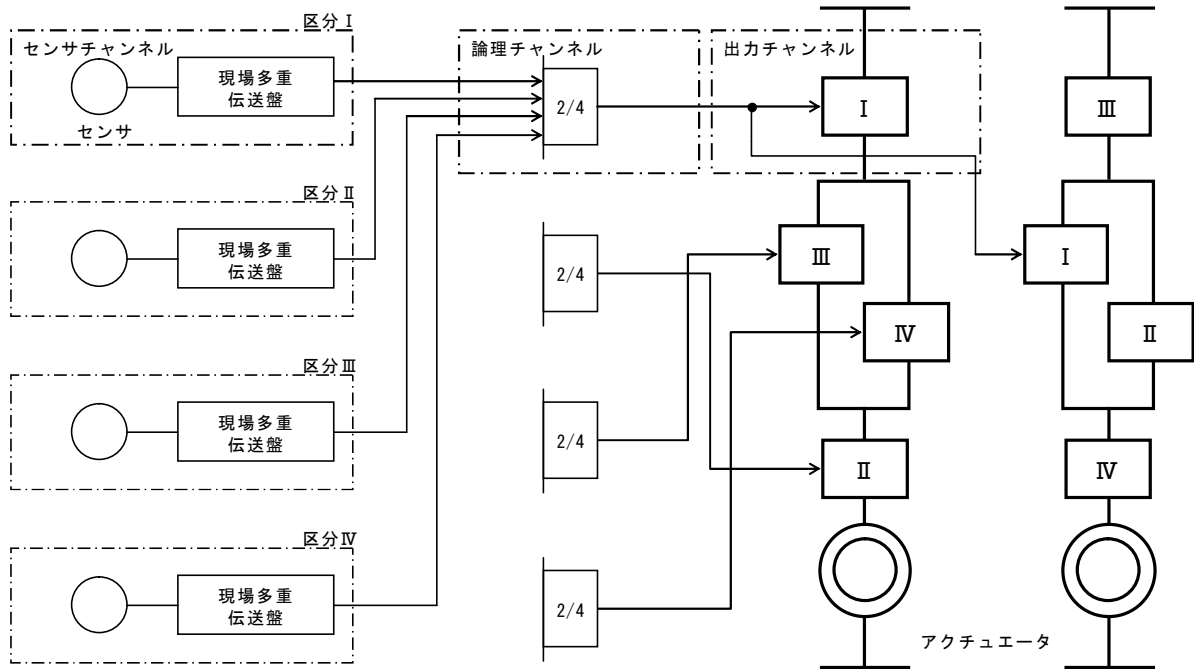 区分Ⅰ
センサチャンネル
現場多重
伝送盤
センサ
論理チャンネル
2/4
出力チャンネル
Ⅰ
Ⅲ
区分Ⅱ
現場多重
伝送盤
2/4
Ⅲ
Ⅳ
Ⅰ
Ⅱ
区分Ⅲ
現場多重
伝送盤
2/4
Ⅱ
Ⅳ
区分Ⅳ
現場多重
伝送盤
2/4
アクチュエータ